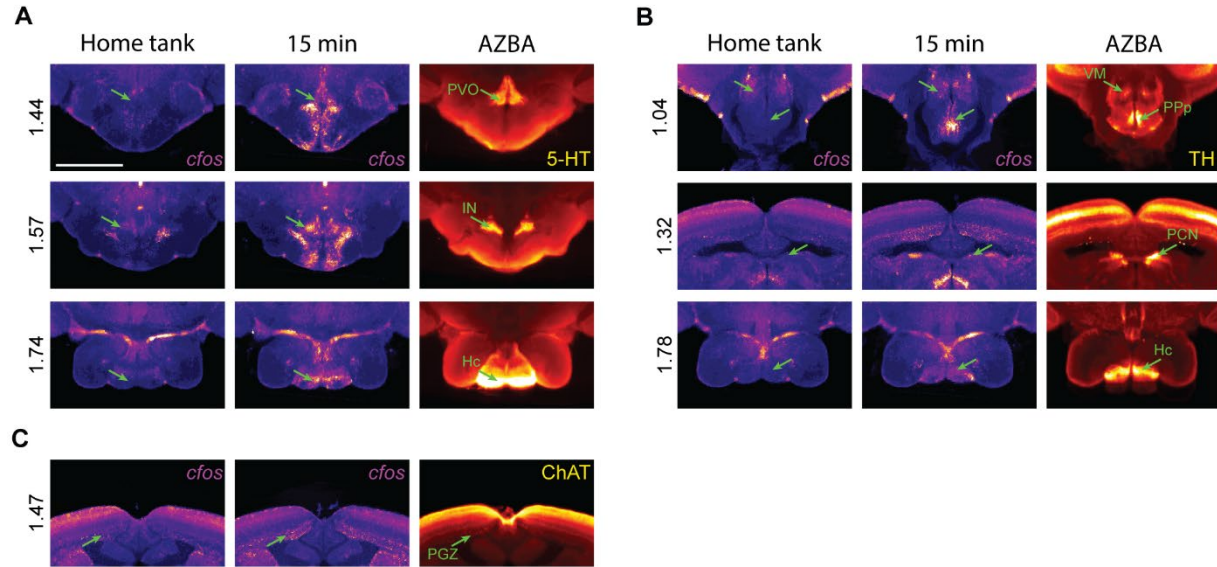 A
Home tank
15 min
AZBA
1.44
cfos
cfos
PVO
5-HT
1.57
IN
1.74
Hc
B
Home tank
15 min
AZBA
1.04
cfos
cfos
VM
PPp
TH
1.32
PCN
1.78
Hc
C
1.47
cfos
cfos
ChAT
PGZ